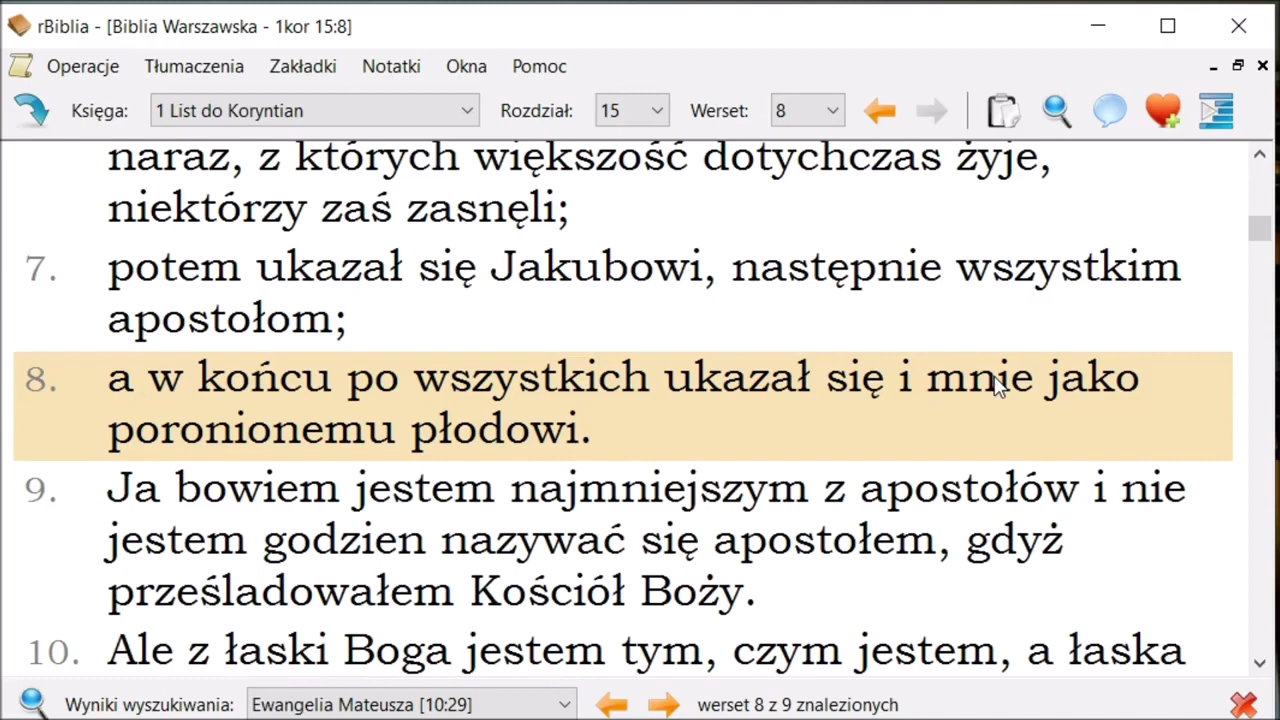 rBiblia - [Biblia Warszawska - 1kor 15:8]
Operacje Tłumaczenia Zakładki Notatki Okna Pomoc
Księga: 1 List do Koryntian Rozdział: 15 Werset: 8
naraz, z których większość dotychczas żyje,
niektórzy zaś zasnęli;
7. potem ukazał się Jakubowi, następnie wszystkim
apostołom;
8. a w końcu po wszystkich ukazał się i mnie jako
poronionemu płodowi.
9. Ja bowiem jestem najmniejszym z apostołów i nie
jestem godzien nazywać się apostołem, gdyż
prześladowałem Kościół Boży.
10. Ale z łaski Boga jestem tym, czym jestem, a łaska
Wyniki wyszukiwania: Ewangelia Mateusza [10:29] werset 8 z 9 znalezionych